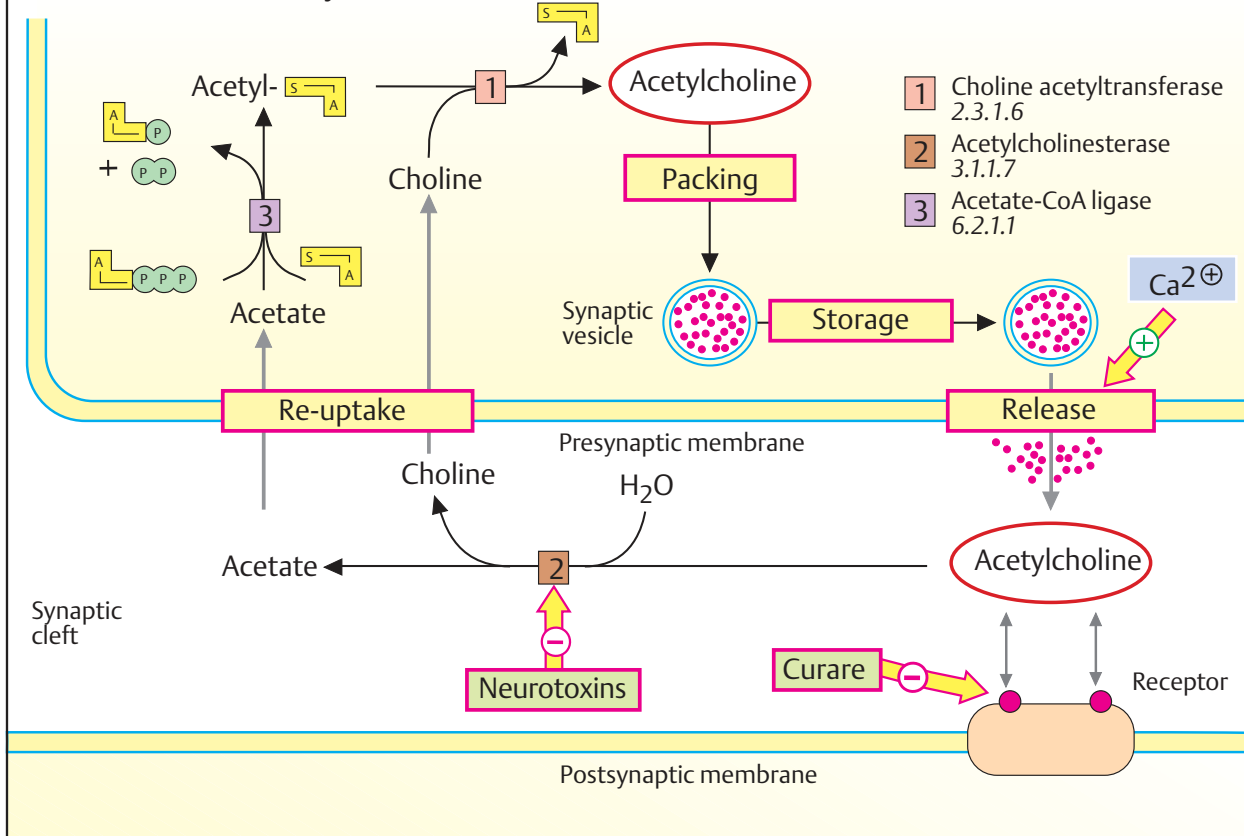 S
A
Acetyl- S
A
1
Acetylcholine
1 Choline acetyltransferase
2.3.1.6
2 Acetylcholinesterase
3.1.1.7
3 Acetate-CoA ligase
6.2.1.1
A
P
+ P P
Choline
Packing
3
A
P P P
S
A
Acetate
Synaptic
vesicle
Storage
Ca2⊕
+
Re-uptake
Release
Presynaptic membrane
Choline
H2O
Acetate
2
Acetylcholine
Synaptic
cleft
−
Neurotoxins
Curare
−
Receptor
Postsynaptic membrane